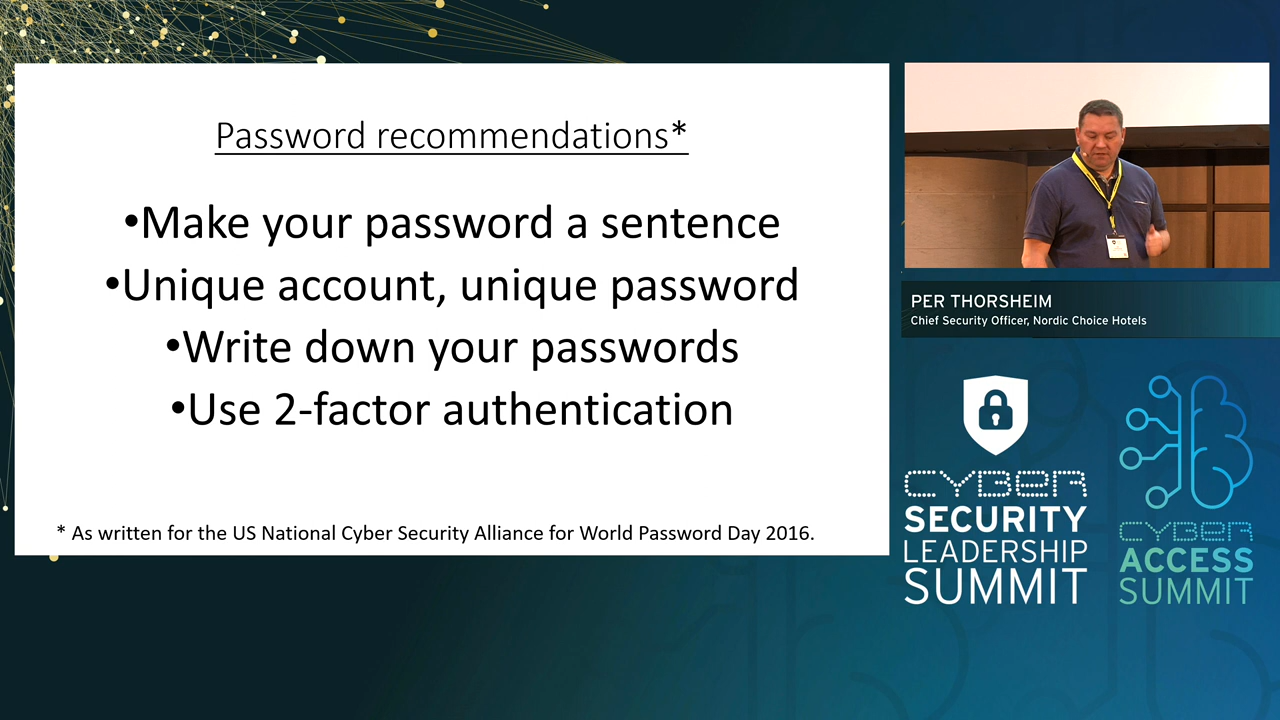 Password recommendations*
•Make your password a sentence
•Unique account, unique password
•Write down your passwords
•Use 2-factor authentication
* As written for the US National Cyber Security Alliance for World Password Day 2016.
PER THORSHEIM
Chief Security Officer, Nordic Choice Hotels
CYBER
SECURITY
LEADERSHIP
SUMMIT
CYBER
ACCESS
SUMMIT